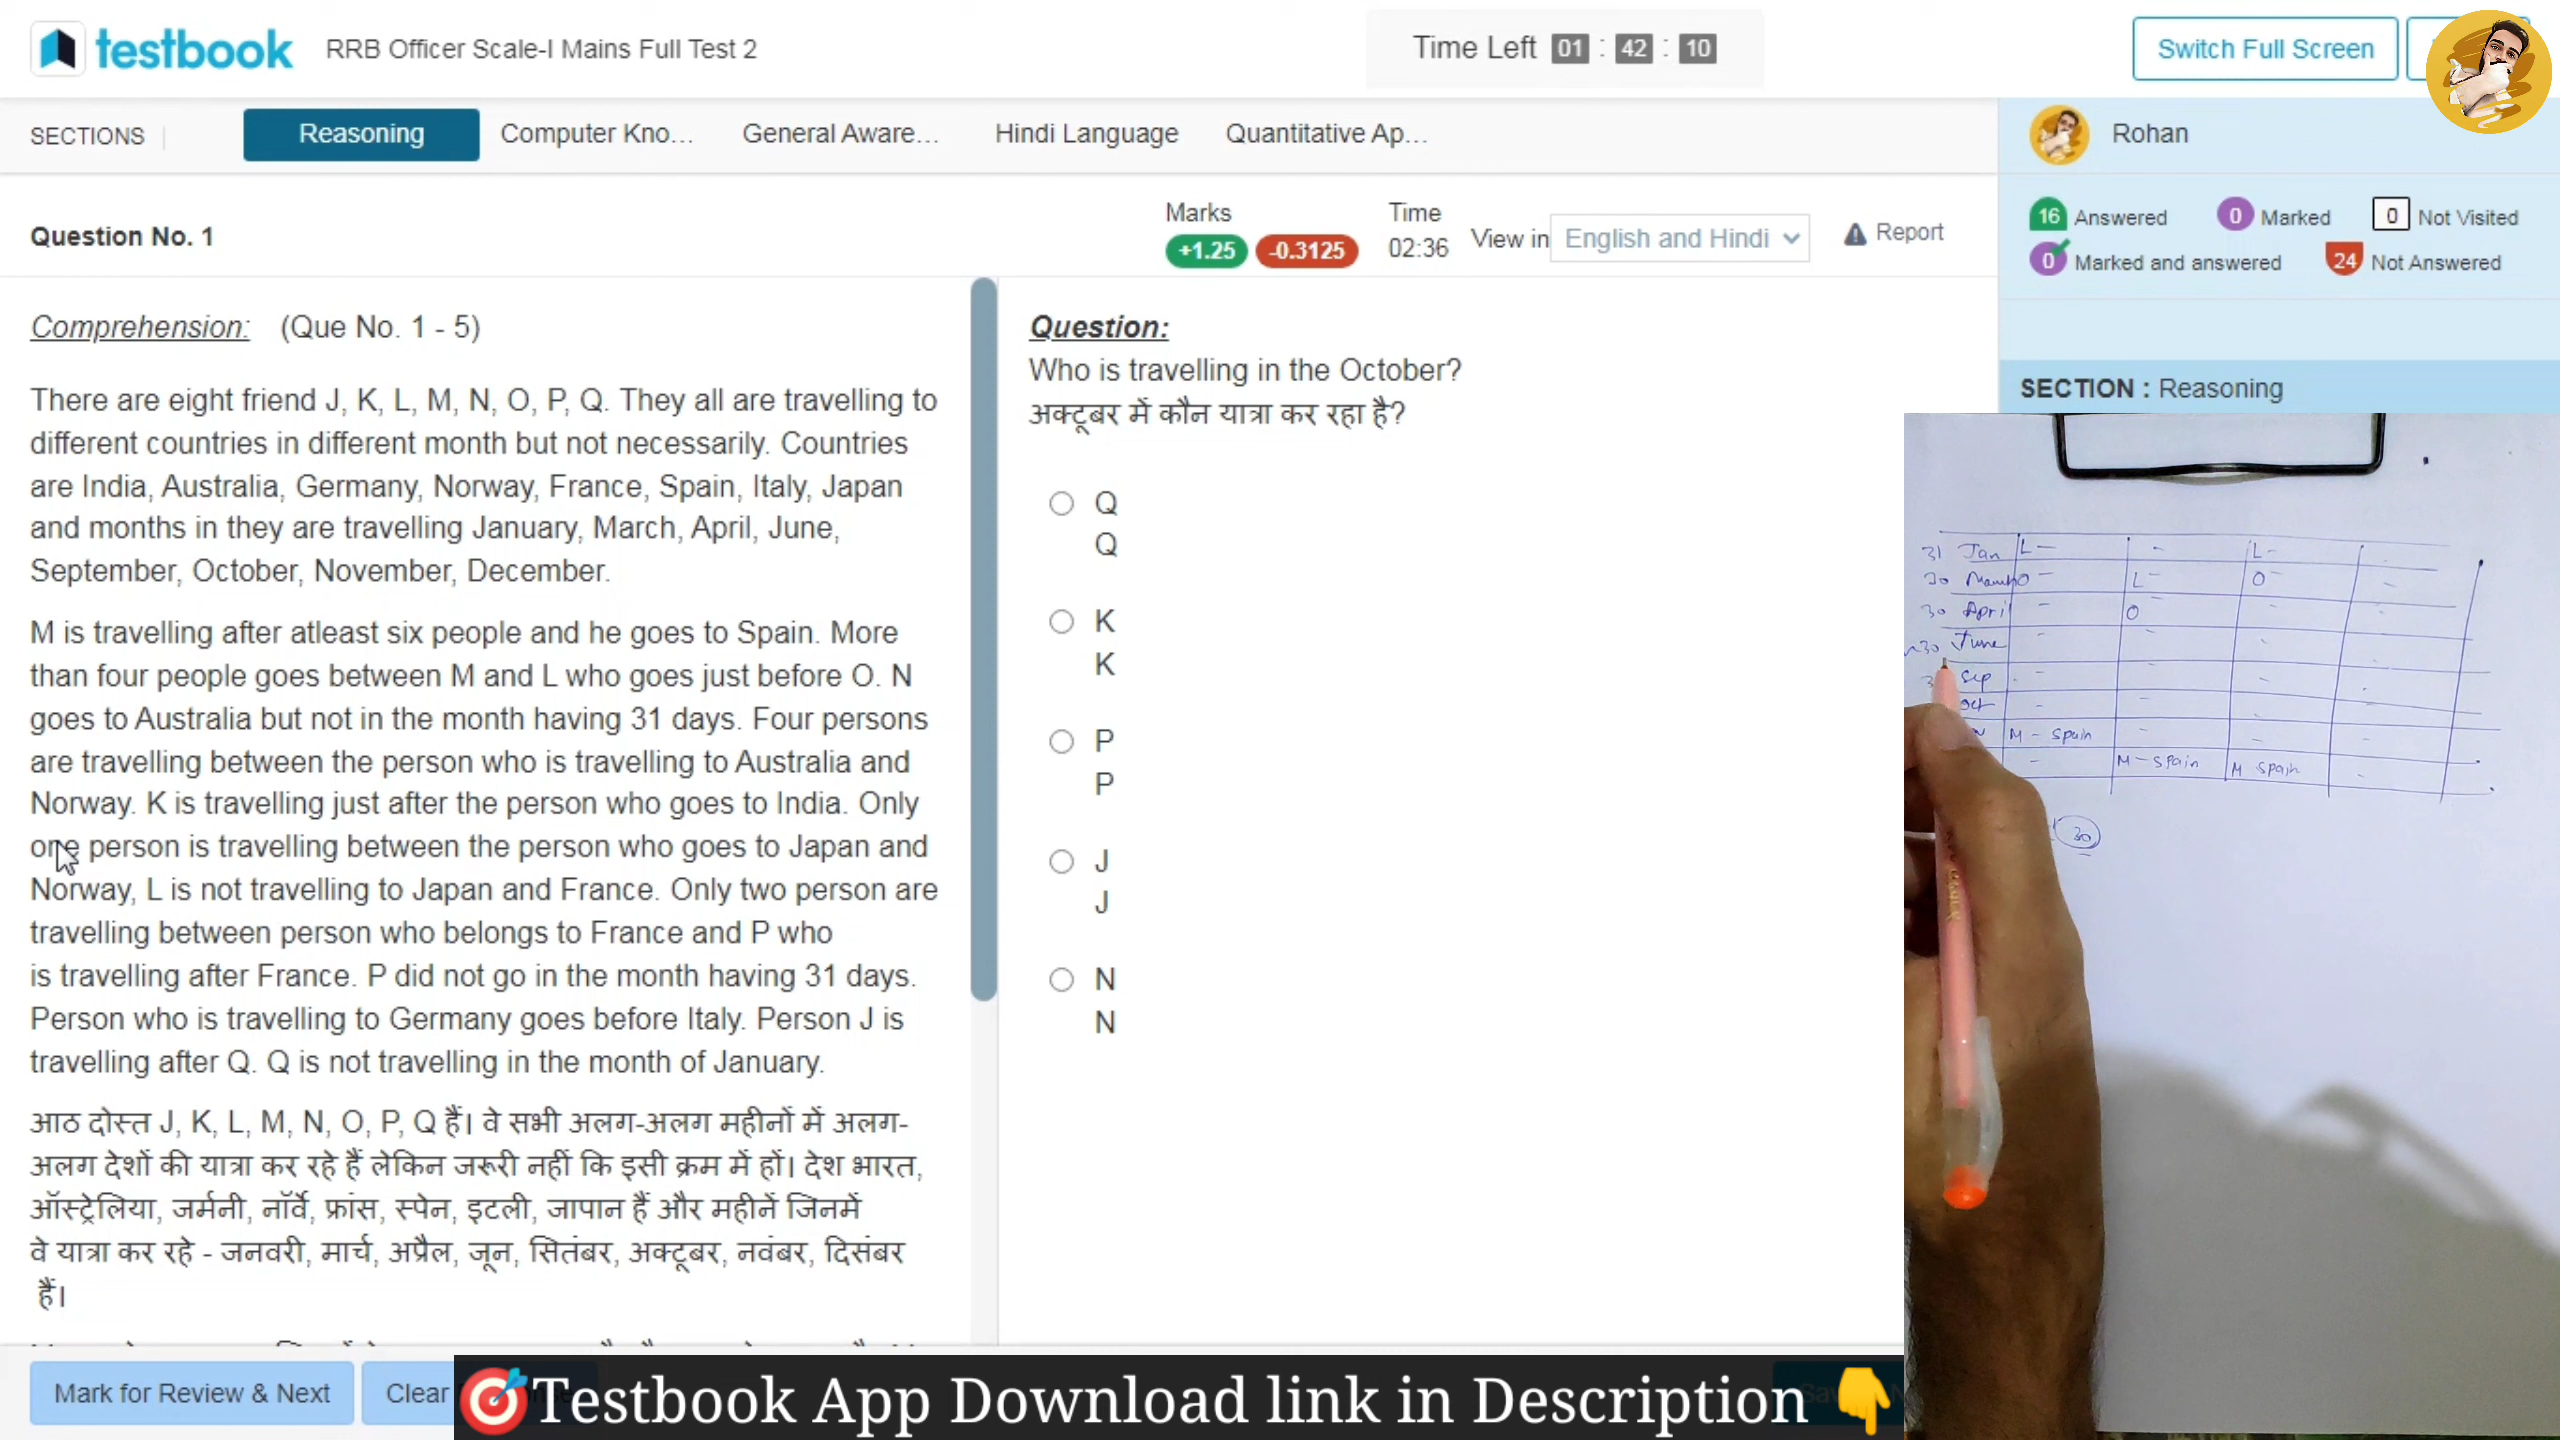 testbook RRB Officer Scale-I Mains Full Test 2 Time Left 01 : 42 : 10 Switch Full Screen
SECTIONS Reasoning Computer Kno... General Aware... Hindi Language Quantitative Ap...
Rohan
Question No. 1
Marks
+1.25 -0.3125
Time
02:36
View in English and Hindi
Report
16 Answered 0 Marked 0 Not Visited
0 Marked and answered 24 Not Answered
SECTION : Reasoning
Comprehension: (Que No. 1 - 5)
There are eight friend J, K, L, M, N, O, P, Q. They all are travelling to
different countries in different month but not necessarily. Countries
are India, Australia, Germany, Norway, France, Spain, Italy, Japan
and months in they are travelling January, March, April, June,
September, October, November, December.
M is travelling after atleast six people and he goes to Spain. More
than four people goes between M and L who goes just before O. N
goes to Australia but not in the month having 31 days. Four persons
are travelling between the person who is travelling to Australia and
Norway. K is travelling just after the person who goes to India. Only
one person is travelling between the person who goes to Japan and
Norway, L is not travelling to Japan and France. Only two person are
travelling between person who belongs to France and P who
is travelling after France. P did not go in the month having 31 days.
Person who is travelling to Germany goes before Italy. Person J is
travelling after Q. Q is not travelling in the month of January.
आठ दोस्त J, K, L, M, N, O, P, Q हैं। वे सभी अलग-अलग महीनों में अलग-
अलग देशों की यात्रा कर रहे हैं लेकिन जरूरी नहीं कि इसी क्रम में हों। देश भारत,
ऑस्ट्रेलिया, जर्मनी, नॉर्वे, फ्रांस, स्पेन, इटली, जापान हैं और महीनें जिनमें
वे यात्रा कर रहे - जनवरी, मार्च, अप्रैल, जून, सितंबर, अक्टूबर, नवंबर, दिसंबर
हैं।
Question:
Who is travelling in the October?
अक्टूबर में कौन यात्रा कर रहा है?
Q
Q
K
K
P
P
J
J
N
N
31 Jan L - - L -
30 March O - L - O -
30 April - O -
30 June
Sep
oct
M - Spain
M - Spain M Spain
30
Mark for Review & Next Clear
🎯Testbook App Download link in Description 👇